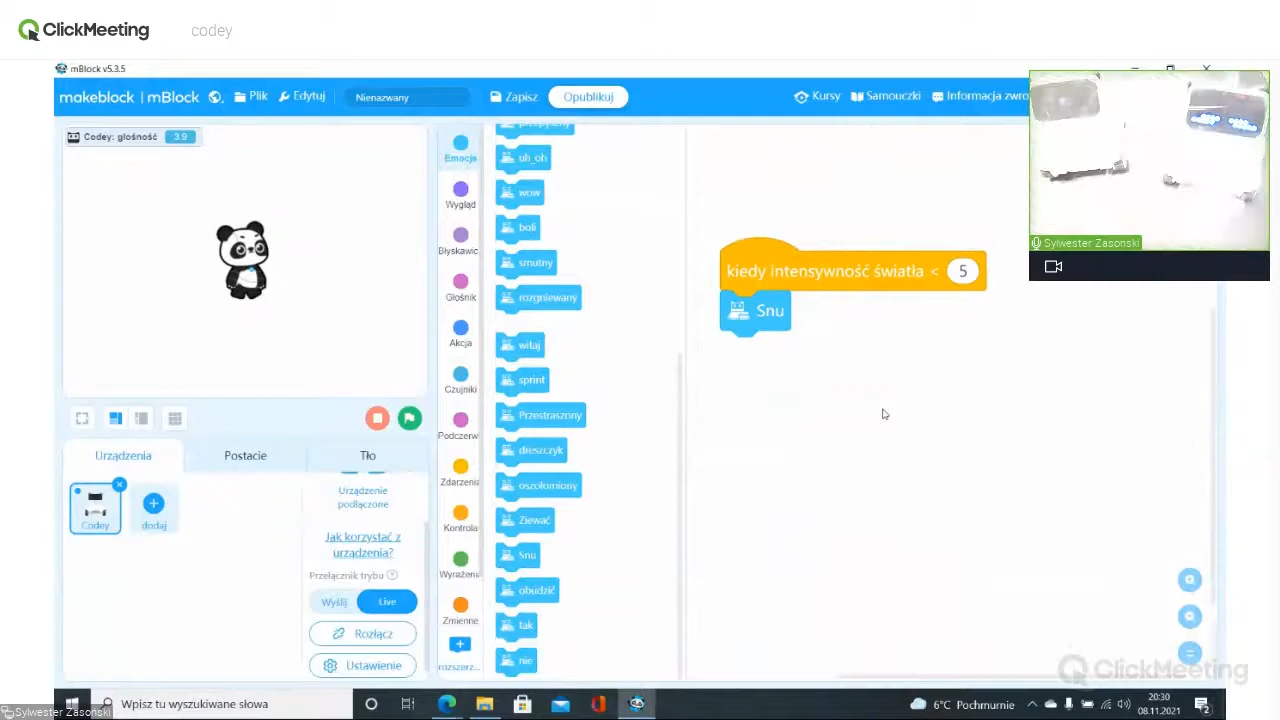 ClickMeeting
codey
mBlock v5.3.5
makeblock | mBlock
Plik
Edytuj
Nienazwany
Zapisz
Opublikuj
Kursy
Samouczki
Informacja zwro
Codey: głośność 3.9
Sylwester Zasonski
Emocje
Wygląd
Błyskawic
Głośnik
Akcja
Czujniki
Podczerw
Zdarzenia
Kontrola
Wyrażenia
Zmienne
rozszerz...
uh_oh
wow
boli
smutny
rozgniewany
witaj
sprint
Przestraszony
dreszczyk
oszołomiony
Ziewać
Snu
obudzić
tak
nie
kiedy intensywność światła < 5
Snu
Urządzenia
Postacie
Tło
Codey
dodaj
Urządzenie
podłączone
Jak korzystać z
urządzenia?
Przełącznik trybu ?
Wyślij
Live
Rozłącz
Ustawienie
ClickMeeting
Wpisz tu wyszukiwane słowa
6°C Pochmurnie
20:30
08.11.2021
2
Sylwester Zasonski